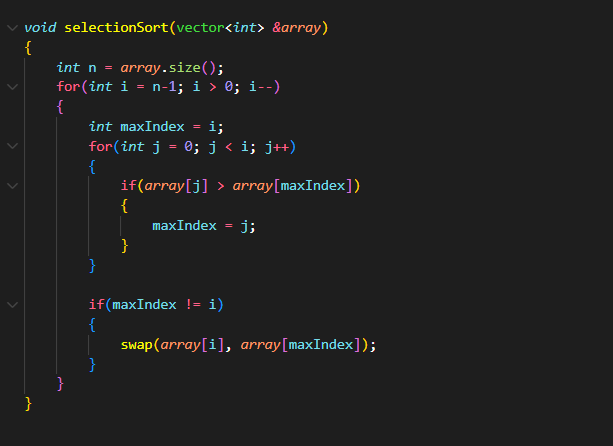 void selectionSort(vector<int> &array)
{
    int n = array.size();
    for(int i = n-1; i > 0; i--)
    {
        int maxIndex = i;
        for(int j = 0; j < i; j++)
        {
            if(array[j] > array[maxIndex])
            {
                maxIndex = j;
            }
        }

        if(maxIndex != i)
        {
            swap(array[i], array[maxIndex]);
        }
    }
}